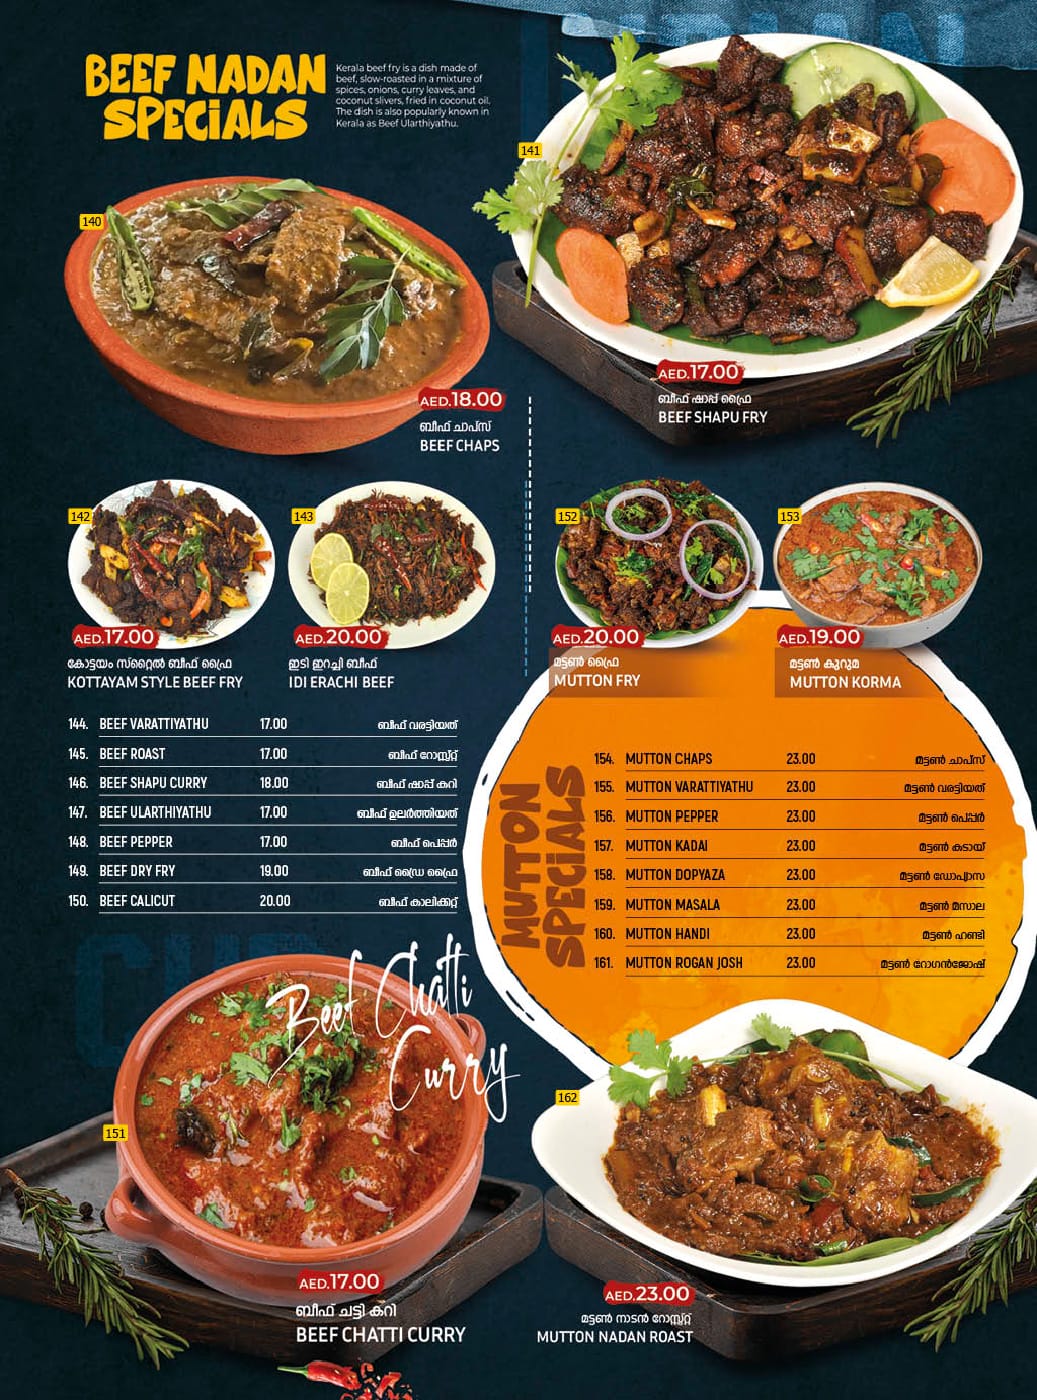 BEEF NADAN
SPECIALS
Kerala beef fry is a dish made of
beef, slow-roasted in a mixture of
spices, onions, curry leaves, and
coconut slivers, fried in coconut oil.
The dish is also popularly known in
Kerala as Beef Ularthiyathu.
141
140
AED.17.00
ബീഫ് ഷാപ്പ് ഫ്രൈ
BEEF SHAPU FRY
AED.18.00
ബീഫ് ചാപ്സ്
BEEF CHAPS
142
AED.17.00
കോട്ടയം സ്റ്റൈൽ ബീഫ് ഫ്രൈ
KOTTAYAM STYLE BEEF FRY
143
AED.20.00
ഇടി ഇറച്ചി ബീഫ്
IDI ERACHI BEEF
152
AED.20.00
മട്ടൺ ഫ്രൈ
MUTTON FRY
153
AED.19.00
മട്ടൺ കുറുമ
MUTTON KORMA
144. BEEF VARATTIYATHU 17.00 ബീഫ് വരട്ടിയത്
145. BEEF ROAST 17.00 ബീഫ് റോസ്റ്റ്
146. BEEF SHAPU CURRY 18.00 ബീഫ് ഷാപ്പ് കറി
147. BEEF ULARTHIYATHU 17.00 ബീഫ് ഉലർത്തിയത്
148. BEEF PEPPER 17.00 ബീഫ് പെപ്പർ
149. BEEF DRY FRY 19.00 ബീഫ് ഡ്രൈ ഫ്രൈ
150. BEEF CALICUT 20.00 ബീഫ് കാലിക്കറ്റ്
MUTTON
SPECIALS
154. MUTTON CHAPS 23.00 മട്ടൺ ചാപ്സ്
155. MUTTON VARATTIYATHU 23.00 മട്ടൺ വരട്ടിയത്
156. MUTTON PEPPER 23.00 മട്ടൺ പെപ്പർ
157. MUTTON KADAI 23.00 മട്ടൺ കടായ്
158. MUTTON DOPYAZA 23.00 മട്ടൺ ഡോപ്യാസ
159. MUTTON MASALA 23.00 മട്ടൺ മസാല
160. MUTTON HANDI 23.00 മട്ടൺ ഹണ്ടി
161. MUTTON ROGAN JOSH 23.00 മട്ടൺ റോഗൻജോഷ്
Beef Chatti
Curry
151
AED.17.00
ബീഫ് ചട്ടി കറി
BEEF CHATTI CURRY
162
AED.23.00
മട്ടൺ നാടൻ റോസ്റ്റ്
MUTTON NADAN ROAST